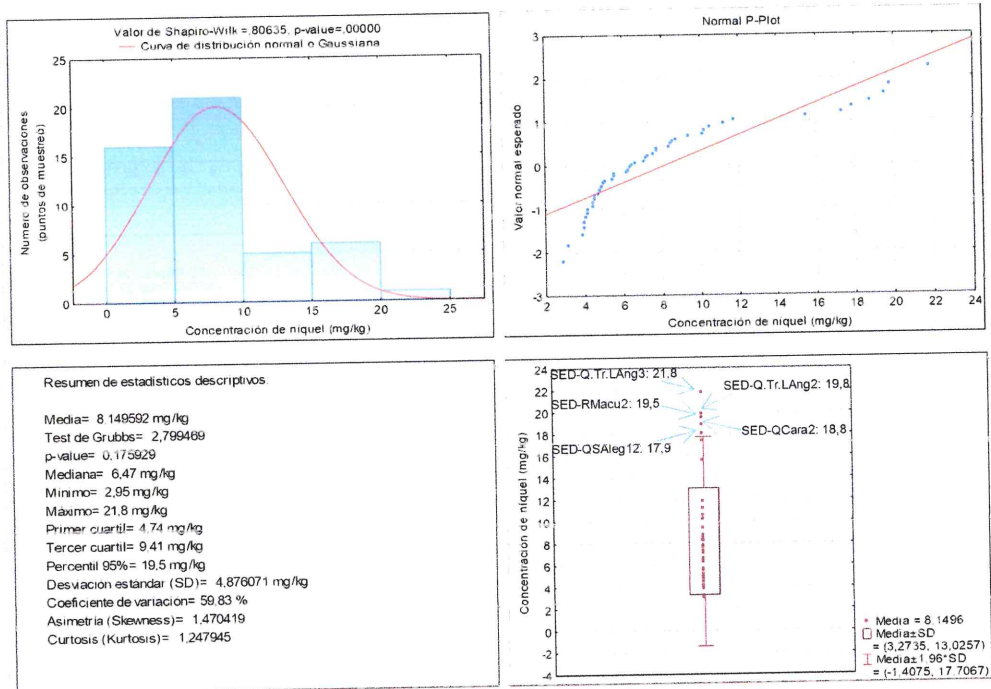 Valor de Shapiro-Wilk =,80635, p-value=,00000
Curva de distribución normal o Gaussiana
Numero de observaciones
(puntos de muestreo)
25
20
15
10
5
0
0 5 10 15 20 25
Concentración de níquel (mg/kg)
Normal P-Plot
Valor normal esperado
3
2
1
0
-1
-2
-3
2 4 6 8 10 12 14 16 18 20 22 24
Concentración de níquel (mg/kg)
Resumen de estadísticos descriptivos.
Media= 8,149592 mg/kg
Test de Grubbs= 2,799469
p-value= 0,175929
Mediana= 6,47 mg/kg
Mínimo= 2,95 mg/kg
Máximo= 21,8 mg/kg
Primer cuartil= 4,74 mg/kg
Tercer cuartil= 9,41 mg/kg
Percentil 95%= 19,5 mg/kg
Desviación estándar (SD)= 4,876071 mg/kg
Coeficiente de variación= 59,83 %
Asimetría (Skewness)= 1,470419
Curtosis (Kurtosis)= 1,247945
Concentración de níquel (mg/kg)
24
22
20
18
16
14
12
10
8
6
4
2
0
-2
-4
SED-Q.Tr.LAng3: 21,8
SED-Q.Tr.LAng2: 19,8
SED-RMacu2: 19,5
SED-QCara2: 18,8
SED-QSAleg12: 17,9
Media = 8,1496
Media±SD
= (3,2735, 13,0257)
Media±1,96*SD
= (-1,4075, 17,7067)